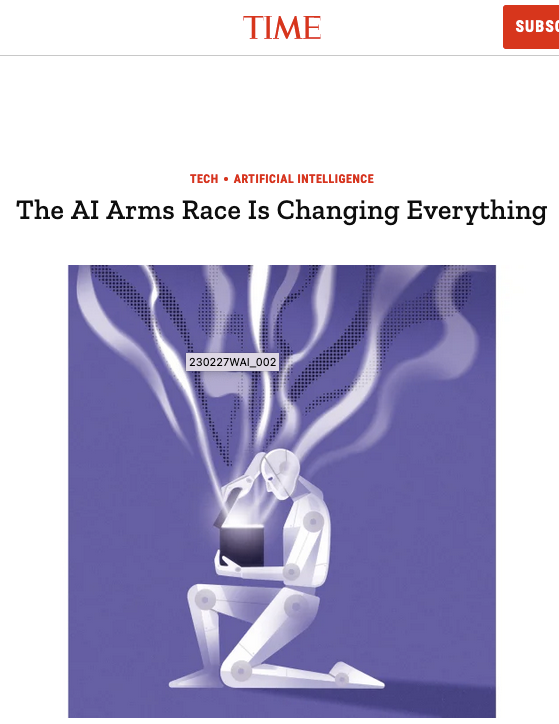 TIME
SUBSC
TECH • ARTIFICIAL INTELLIGENCE
The AI Arms Race Is Changing Everything
230227WAI_002